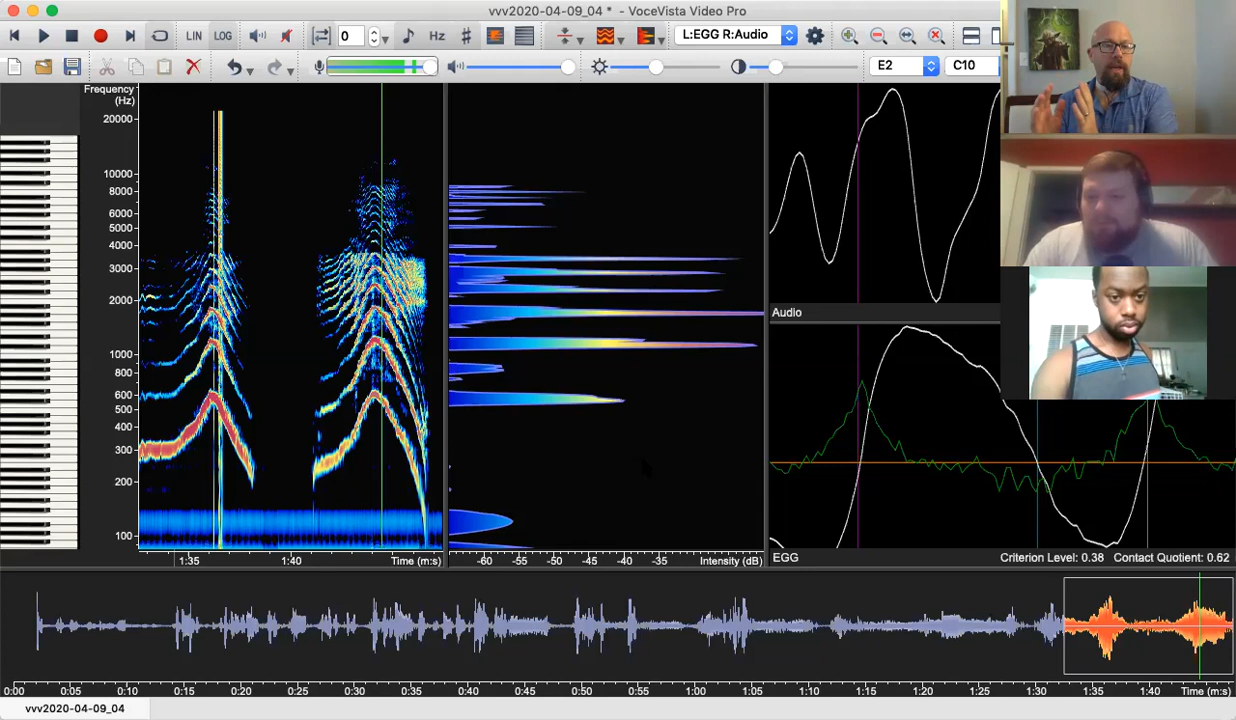 vvv2020-04-09_04 * - VoceVista Video Pro
LIN LOG 0 Hz L:EGG R:Audio
E2 C10
Frequency
(Hz)
20000
10000
8000
6000
5000
4000
3000
2000
1000
800
600
500
400
300
200
100
1:35 1:40 Time (m:s)
-60 -55 -50 -45 -40 -35 Intensity (dB)
Audio
EGG Criterion Level: 0.38 Contact Quotient: 0.62
0:00 0:05 0:10 0:15 0:20 0:25 0:30 0:35 0:40 0:45 0:50 0:55 1:00 1:05 1:10 1:15 1:20 1:25 1:30 1:35 1:40 Time (m:s)
vvv2020-04-09_04